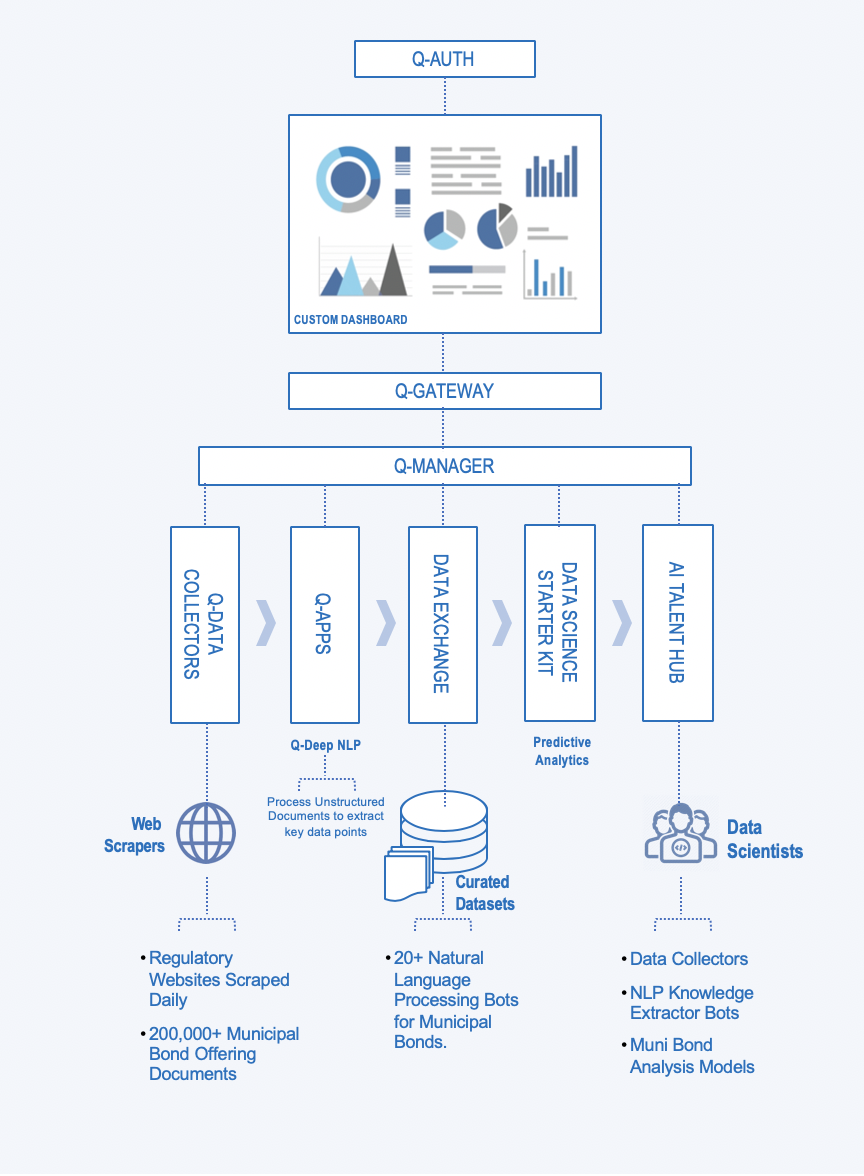 Q-AUTH
CUSTOM DASHBOARD
Q-GATEWAY
Q-MANAGER
Q-DATA
COLLECTORS
Q-APPS
DATA EXCHANGE
DATA SCIENCE
STARTER KIT
AI TALENT HUB
Q-Deep NLP
Process Unstructured
Documents to extract
key data points
Predictive
Analytics
Web
Scrapers
Curated
Datasets
</>
Data
Scientists
• Regulatory
Websites Scraped
Daily
• 200,000+ Municipal
Bond Offering
Documents
• 20+ Natural
Language
Processing Bots
for Municipal
Bonds.
• Data Collectors
• NLP Knowledge
Extractor Bots
• Muni Bond
Analysis Models